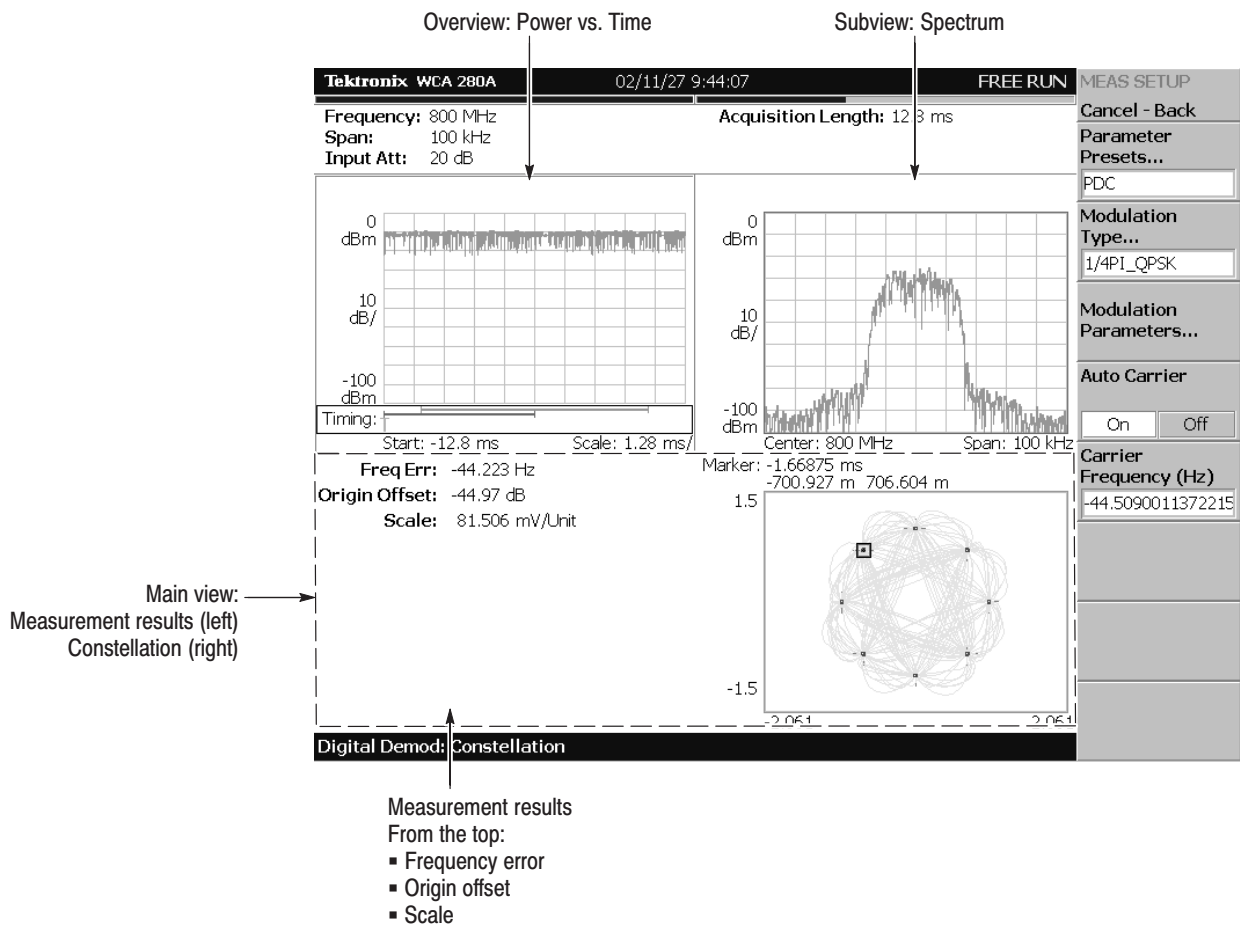 Overview: Power vs. Time
Subview: Spectrum
Tektronix WCA 280A 02/11/27 9:44:07 FREE RUN
Frequency: 800 MHz Acquisition Length: 12.8 ms
Span: 100 kHz
Input Att: 20 dB
0
dBm
10
dB/
-100
dBm
Timing:
Start: -12.8 ms Scale: 1.28 ms/
0
dBm
10
dB/
-100
dBm
Center: 800 MHz Span: 100 kHz
Freq Err: -44.223 Hz
Origin Offset: -44.97 dB
Scale: 81.506 mV/Unit
Marker: -1.66875 ms
-700.927 m 706.604 m
1.5
-1.5
-2.061 2.061
Digital Demod: Constellation
MEAS SETUP
Cancel - Back
Parameter
Presets...
PDC
Modulation
Type...
1/4PI_QPSK
Modulation
Parameters...
Auto Carrier
On Off
Carrier
Frequency (Hz)
-44.5090011372215
Main view:
Measurement results (left)
Constellation (right)
Measurement results
From the top:
▪ Frequency error
▪ Origin offset
▪ Scale